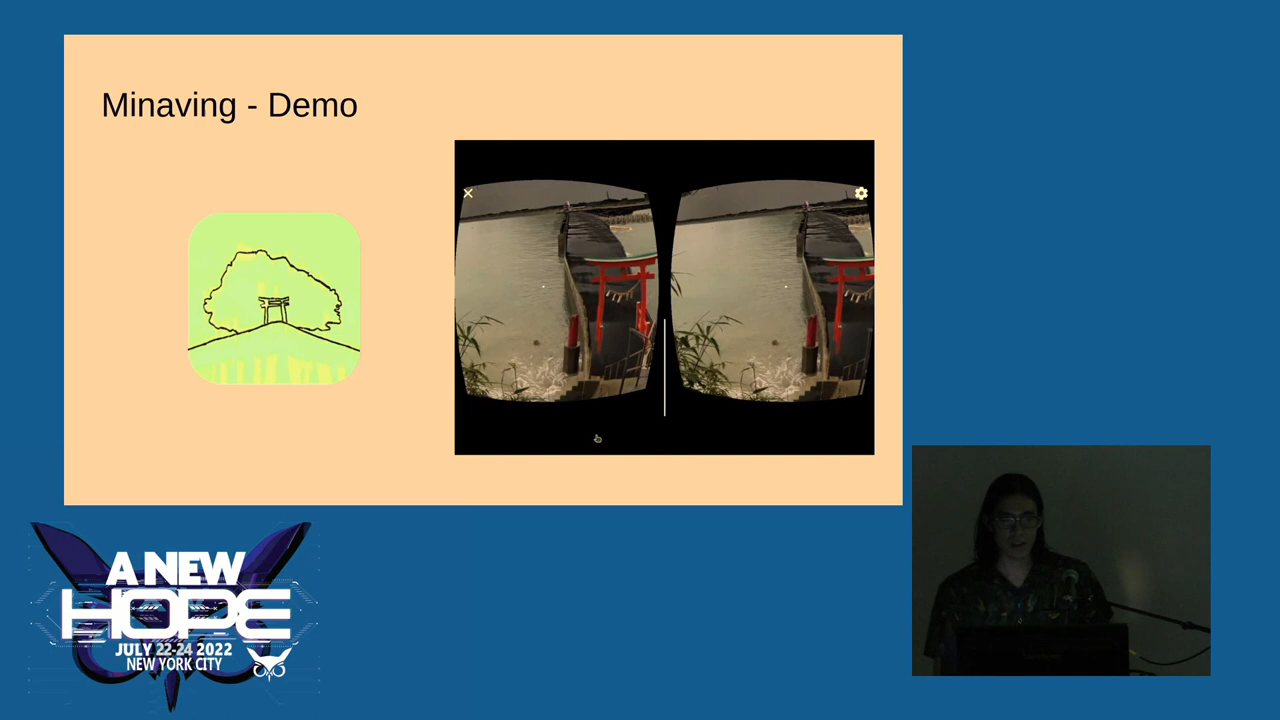 Minaving - Demo
A NEW
HOPE
JULY 22-24 2022
NEW YORK CITY